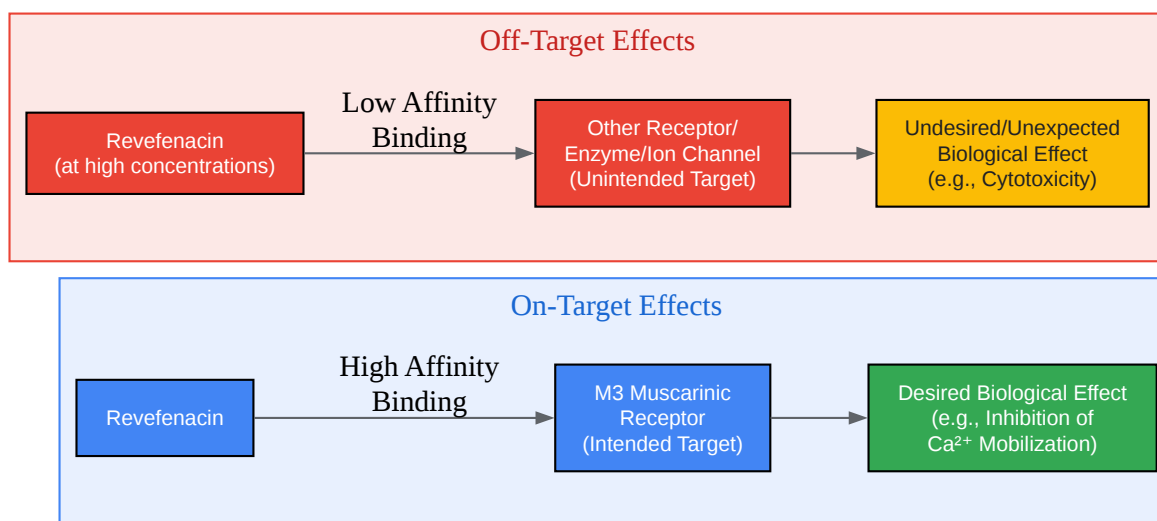 Off-Target Effects
Revefenacin
(at high concentrations)
Low Affinity
Binding
Other Receptor/
Enzyme/Ion Channel
(Unintended Target)
Undesired/Unexpected
Biological Effect
(e.g., Cytotoxicity)
On-Target Effects
Revefenacin
High Affinity
Binding
M3 Muscarinic
Receptor
(Intended Target)
Desired Biological Effect
(e.g., Inhibition of
Ca²⁺ Mobilization)